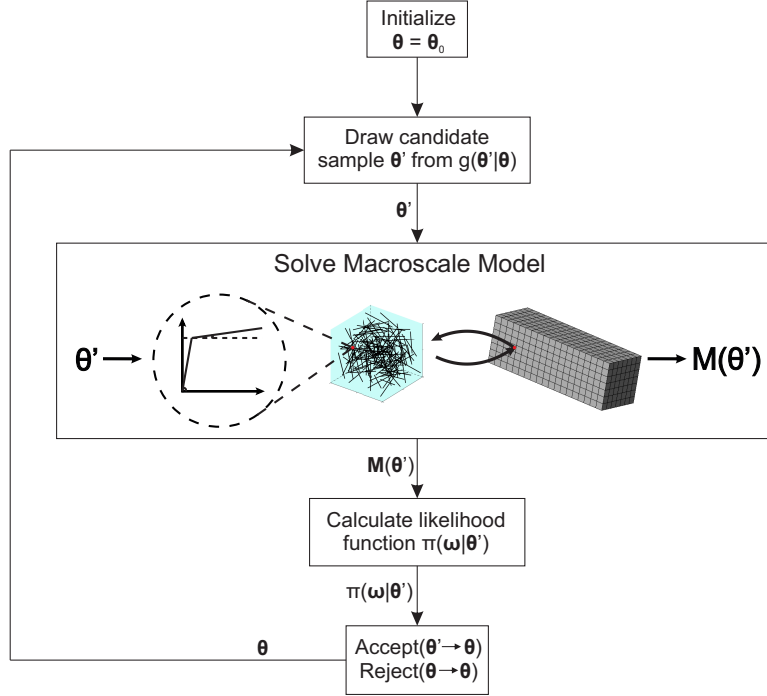 Initialize
θ = θ₀
Draw candidate
sample θ' from g(θ'|θ)
θ'
Solve Macroscale Model
θ'
M(θ')
M(θ')
Calculate likelihood
function π(ω|θ')
π(ω|θ')
θ
Accept(θ'→θ)
Reject(θ→θ)